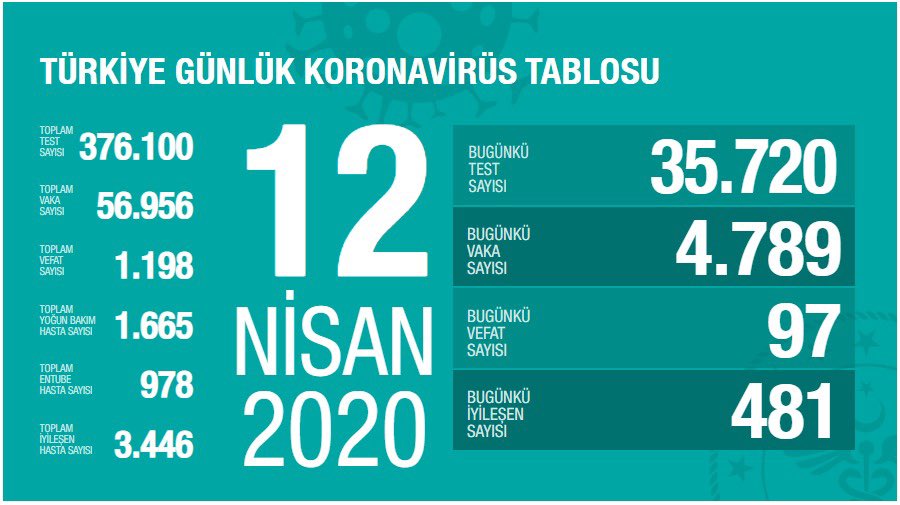 TÜRKİYE GÜNLÜK KORONAVİRÜS TABLOSU
TOPLAM
TEST
SAYISI
376.100
TOPLAM
VAKA
SAYISI
56.956
TOPLAM
VEFAT
SAYISI
1.198
TOPLAM
YOĞUN BAKIM
HASTA SAYISI
1.665
TOPLAM
ENTUBE
HASTA SAYISI
978
TOPLAM
İYİLEŞEN
HASTA SAYISI
3.446
12
NİSAN
2020
BUGÜNKÜ
TEST
SAYISI
35.720
BUGÜNKÜ
VAKA
SAYISI
4.789
BUGÜNKÜ
VEFAT
SAYISI
97
BUGÜNKÜ
İYİLEŞEN
SAYISI
481